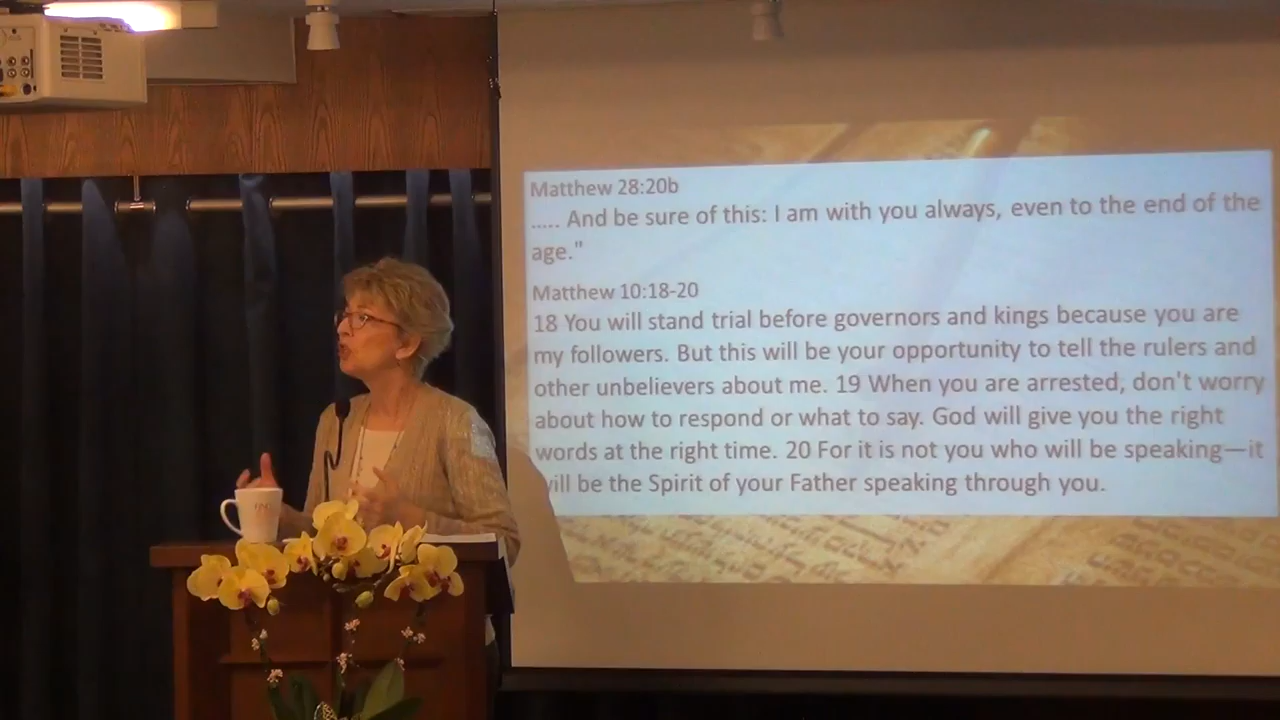 Matthew 28:20b
..... And be sure of this: I am with you always, even to the end of the
age."
Matthew 10:18-20
18 You will stand trial before governors and kings because you are
my followers. But this will be your opportunity to tell the rulers and
other unbelievers about me. 19 When you are arrested, don't worry
about how to respond or what to say. God will give you the right
words at the right time. 20 For it is not you who will be speaking—it
will be the Spirit of your Father speaking through you.